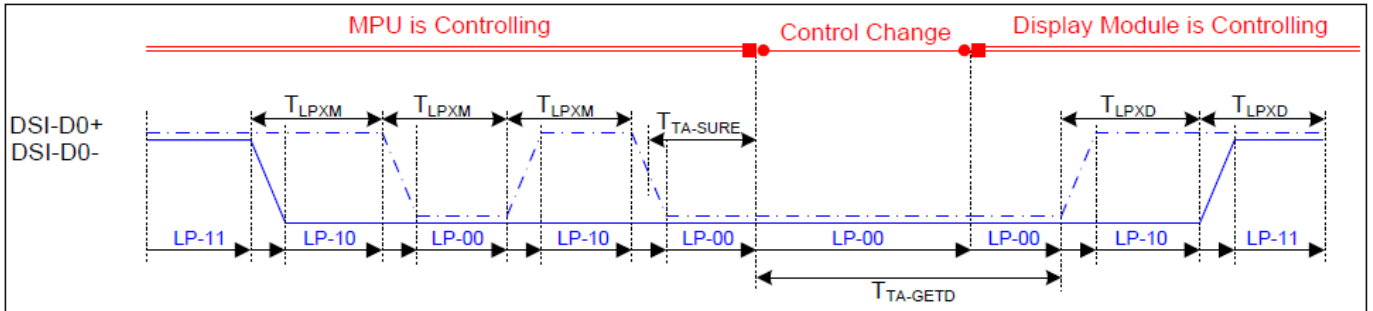 MPU is Controlling Control Change Display Module is Controlling
TLPXM TLPXM TLPXM TLPXD TLPXD
DSI-D0+ TTA-SURE
DSI-D0-
LP-11 LP-10 LP-00 LP-10 LP-00 LP-00 LP-00 LP-10 LP-11
TTA-GETD